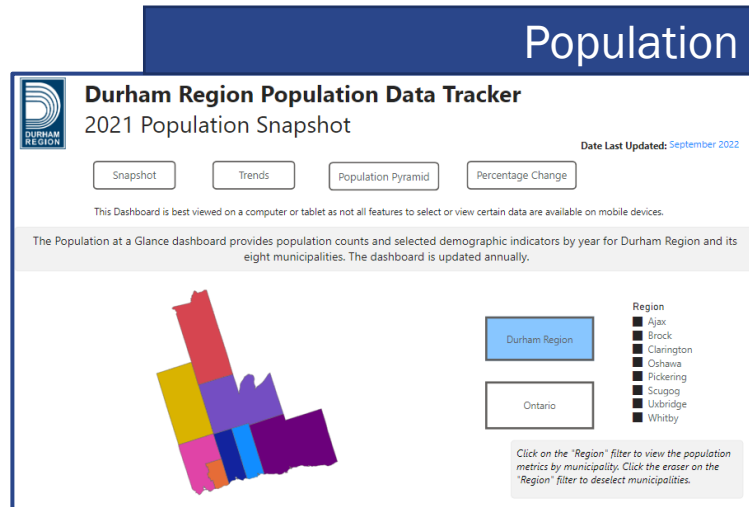 Population
DURHAM
REGION
Durham Region Population Data Tracker
2021 Population Snapshot
Date Last Updated: September 2022
Snapshot
Trends
Population Pyramid
Percentage Change
This Dashboard is best viewed on a computer or tablet as not all features to select or view certain data are available on mobile devices.
The Population at a Glance dashboard provides population counts and selected demographic indicators by year for Durham Region and its
eight municipalities. The dashboard is updated annually.
Durham Region
Ontario
Region
Ajax
Brock
Clarington
Oshawa
Pickering
Scugog
Uxbridge
Whitby
Click on the "Region" filter to view the population
metrics by municipality. Click the eraser on the
"Region" filter to deselect municipalities.